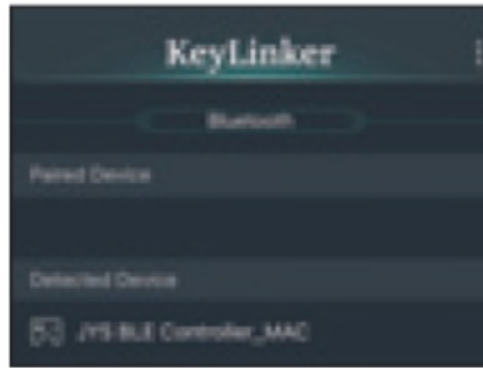 KeyLinker
Bluetooth
Paired Device
Detected Device
JYS BLE Controller_MAC